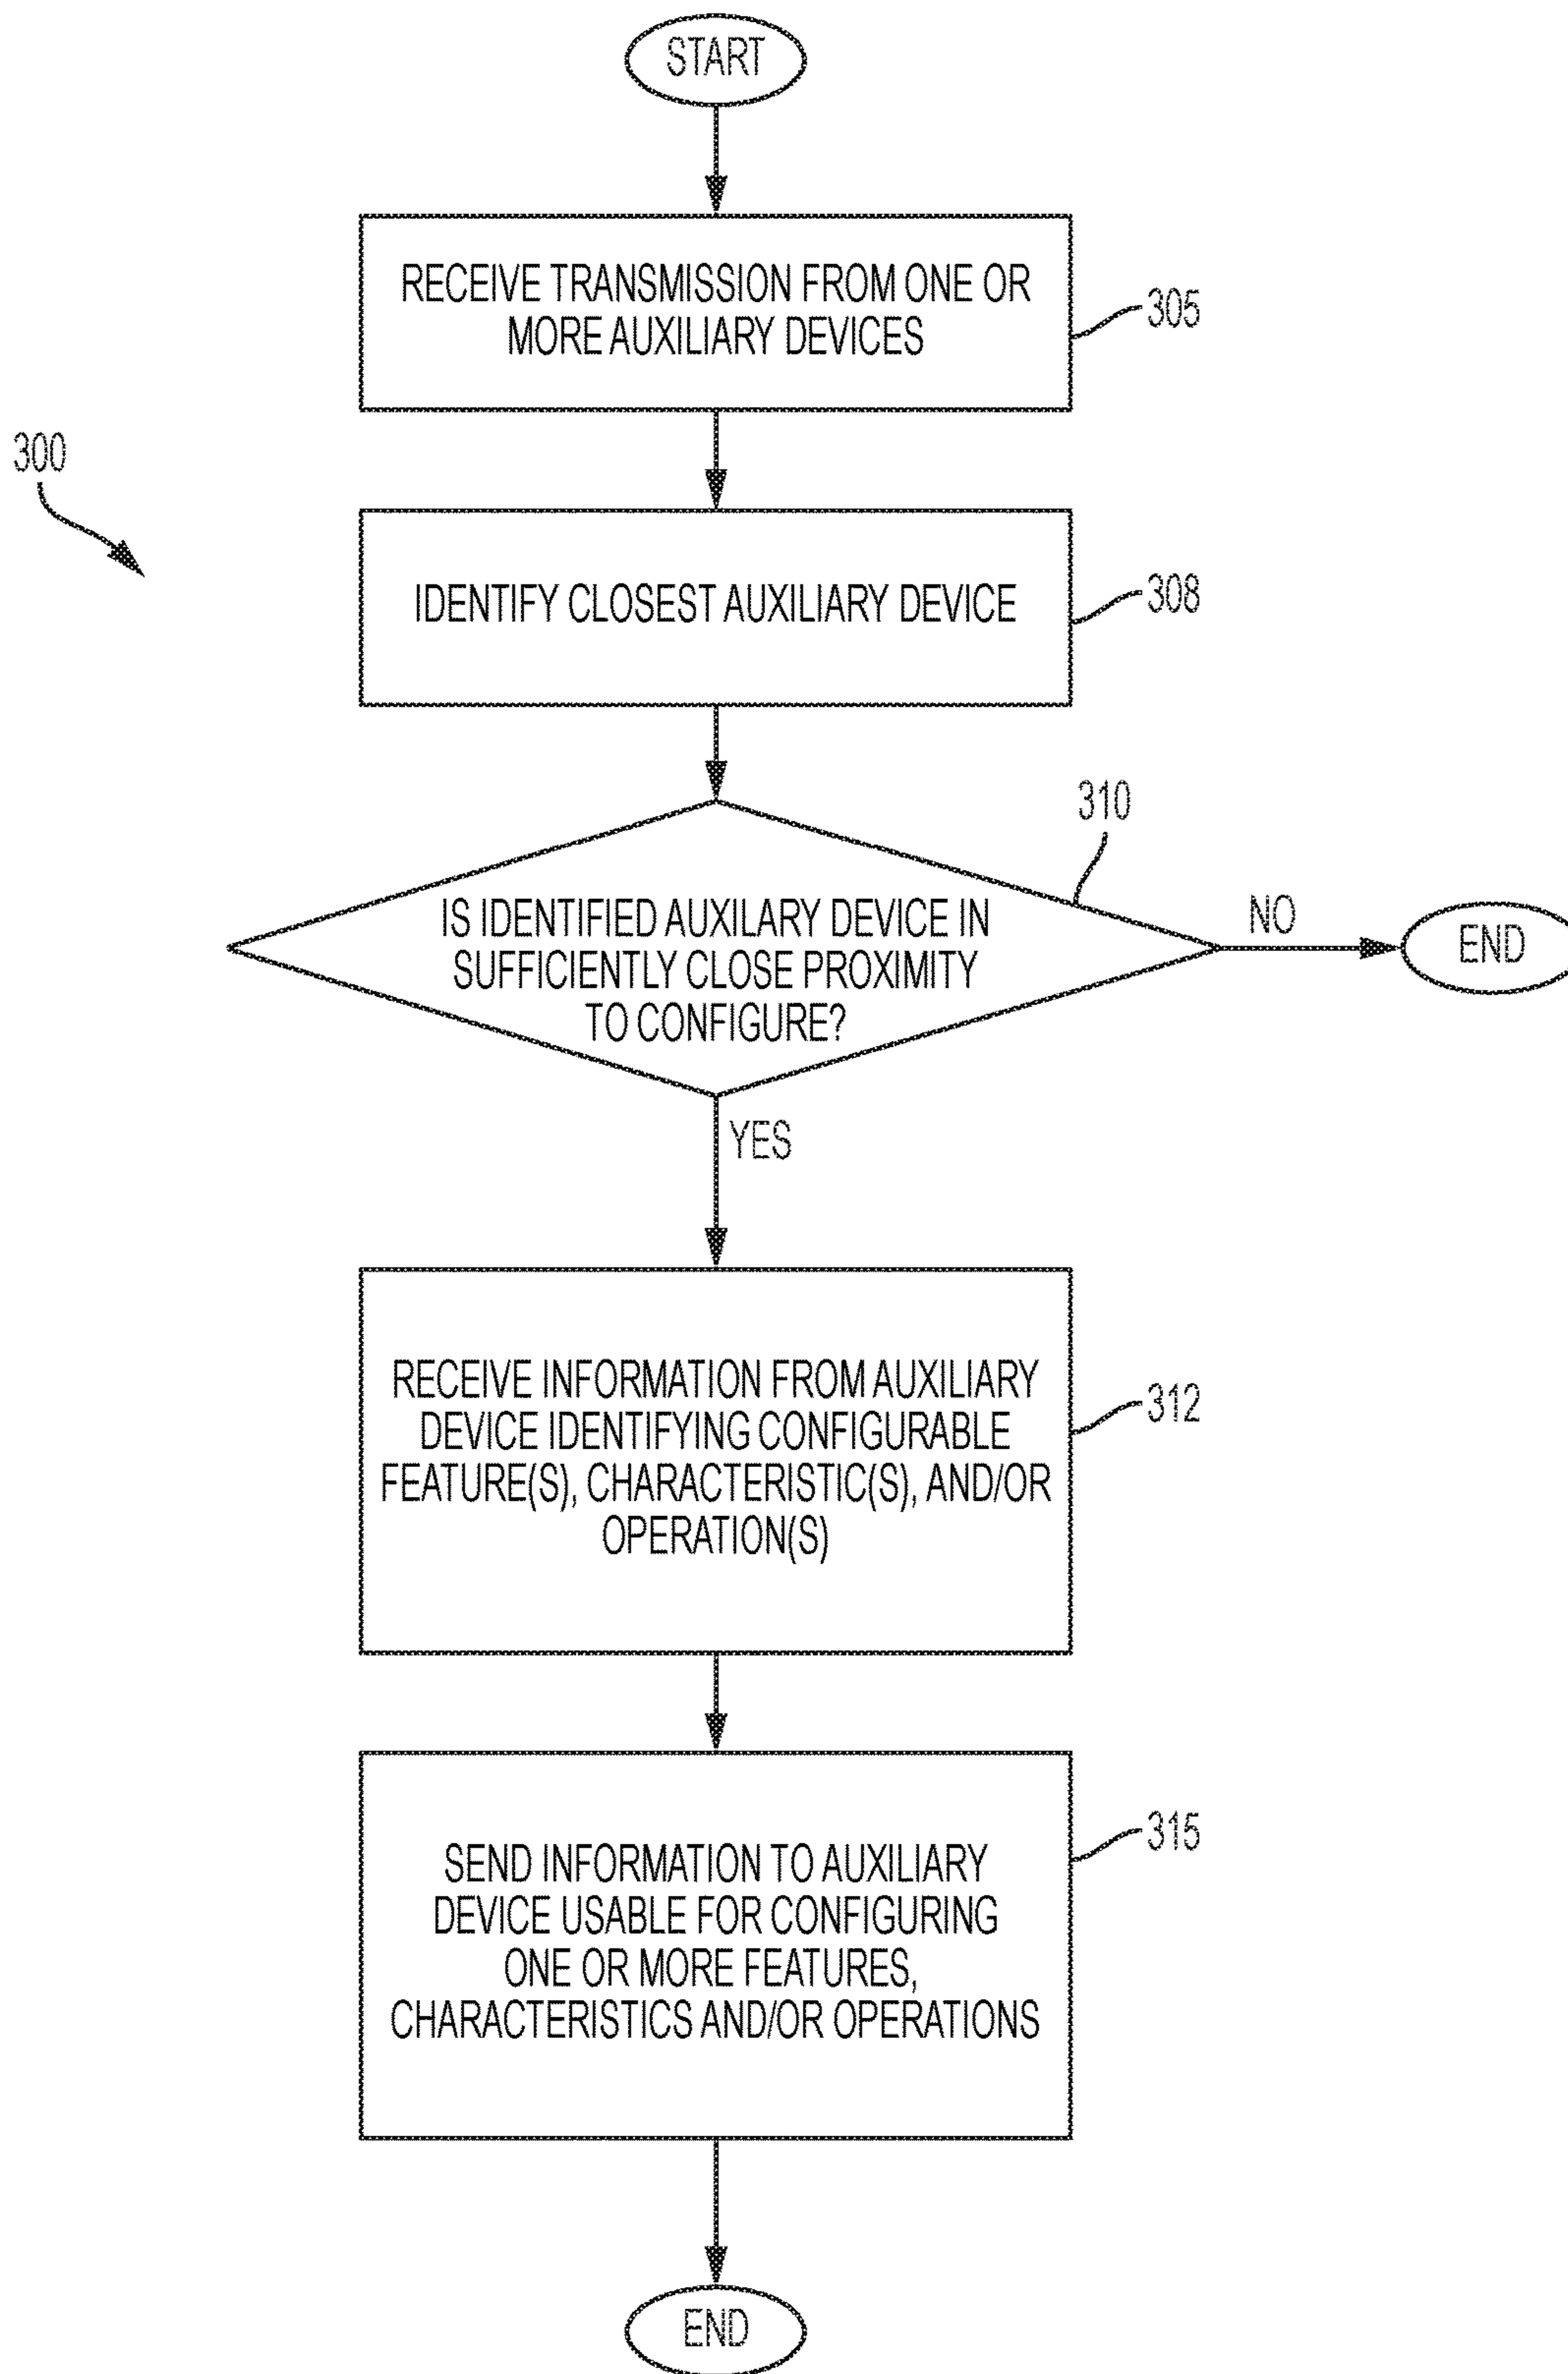 START
RECEIVE TRANSMISSION FROM ONE OR
MORE AUXILIARY DEVICES
305
300
IDENTIFY CLOSEST AUXILIARY DEVICE
308
310
IS IDENTIFIED AUXILARY DEVICE IN
SUFFICIENTLY CLOSE PROXIMITY
TO CONFIGURE?
NO
END
YES
RECEIVE INFORMATION FROM AUXILIARY
DEVICE IDENTIFYING CONFIGURABLE
FEATURE(S), CHARACTERISTIC(S), AND/OR
OPERATION(S)
312
SEND INFORMATION TO AUXILIARY
DEVICE USABLE FOR CONFIGURING
ONE OR MORE FEATURES,
CHARACTERISTICS AND/OR OPERATIONS
315
END